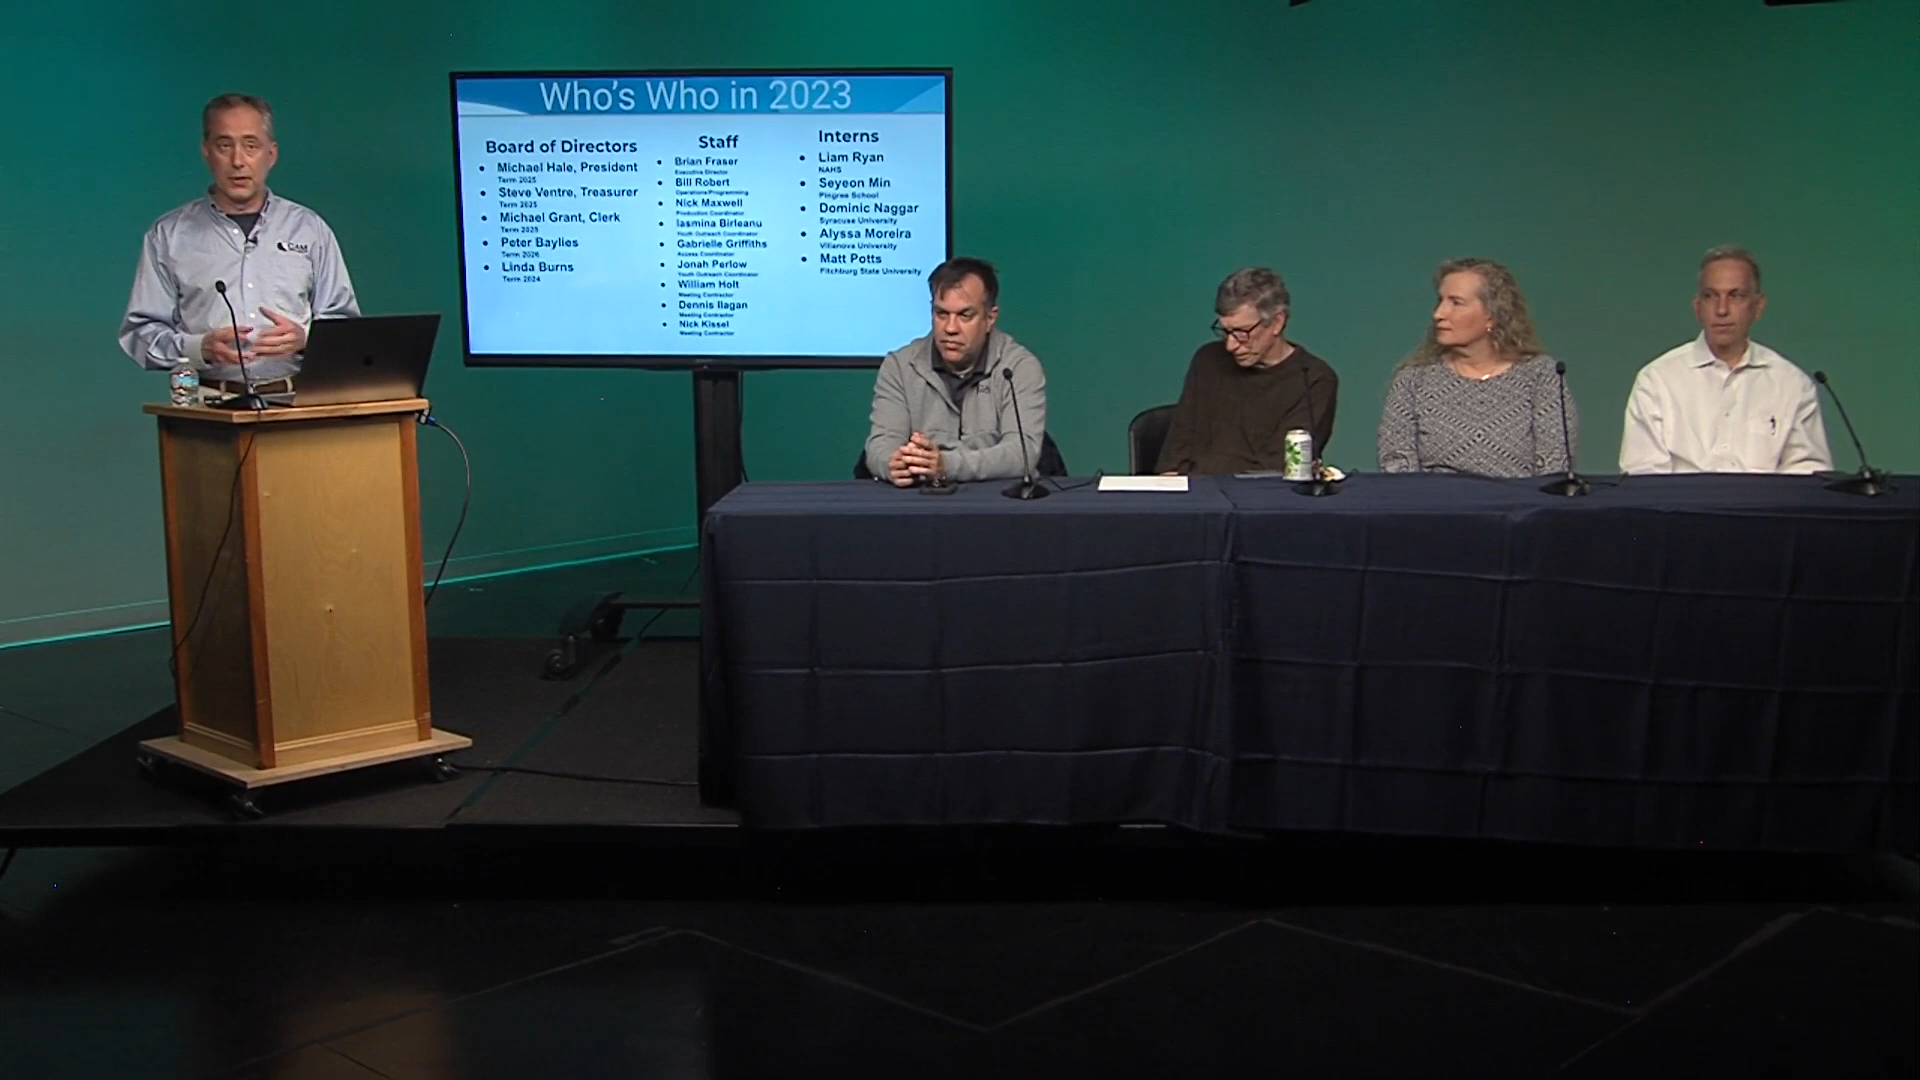 Who's Who in 2023
Board of Directors
Michael Hale, President
Term 2025
Steve Ventre, Treasurer
Term 2025
Michael Grant, Clerk
Term 2025
Peter Baylies
Term 2026
Linda Burns
Term 2024
Staff
Brian Fraser
Executive Director
Bill Robert
Operations/Programming
Nick Maxwell
Production Coordinator
Iasmina Birleanu
Youth Outreach Coordinator
Gabrielle Griffiths
Access Coordinator
Jonah Perlow
Youth Outreach Coordinator
William Holt
Meeting Contractor
Dennis Ilagan
Meeting Contractor
Nick Kissel
Meeting Contractor
Interns
Liam Ryan
NAHS
Seyeon Min
Pingree School
Dominic Naggar
Syracuse University
Alyssa Moreira
Villanova University
Matt Potts
Fitchburg State University